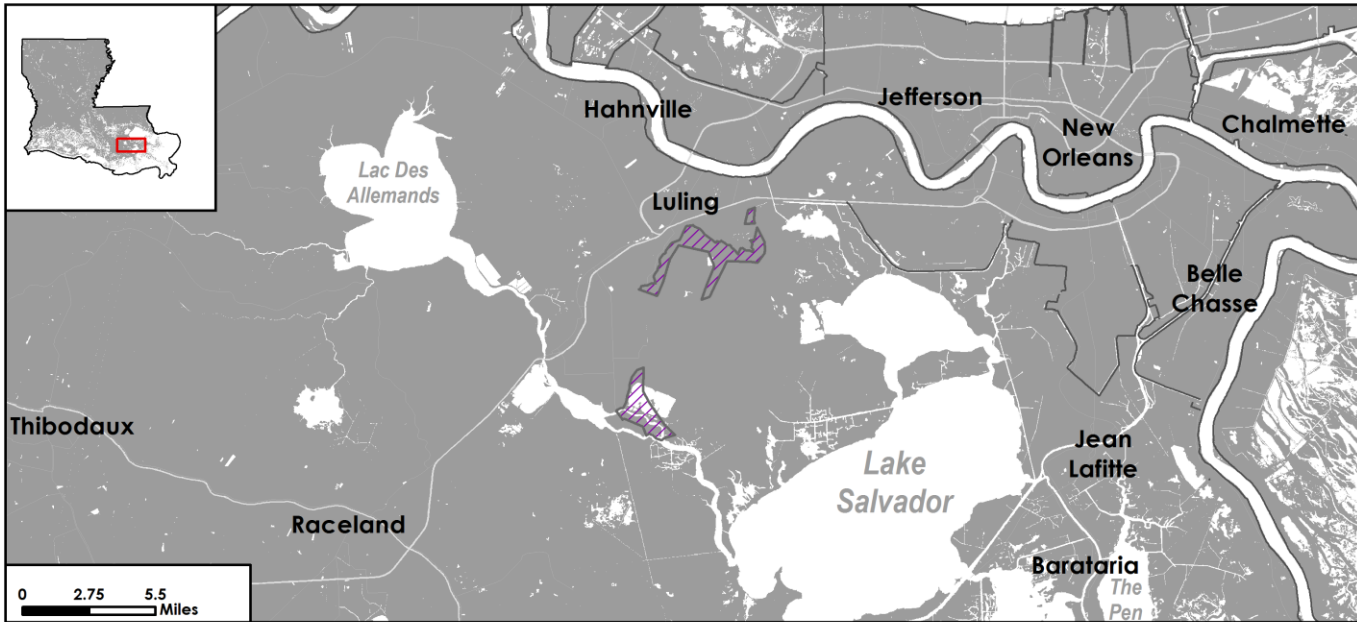 Hahnville
Jefferson
New
Orleans
Chalmette
Lac Des
Allemands
Luling
Belle
Chasse
Thibodaux
Jean
Lafitte
Lake
Salvador
Raceland
Barataria
The
Pen
0 2.75 5.5
Miles